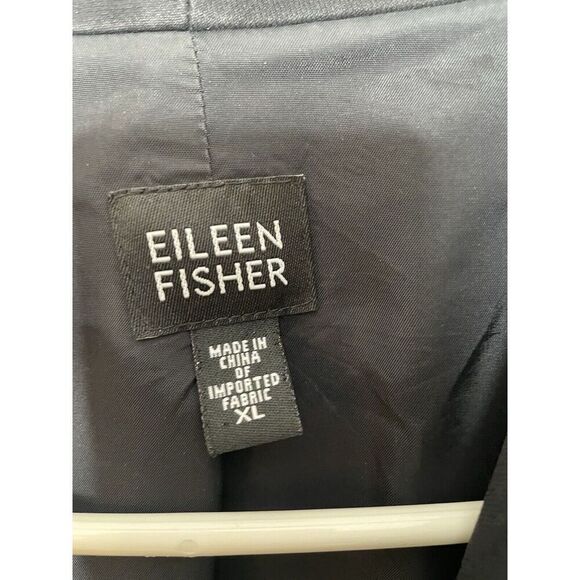 EILEEN
FISHER
MADE IN
CHINA
OF
IMPORTED
FABRIC
XL